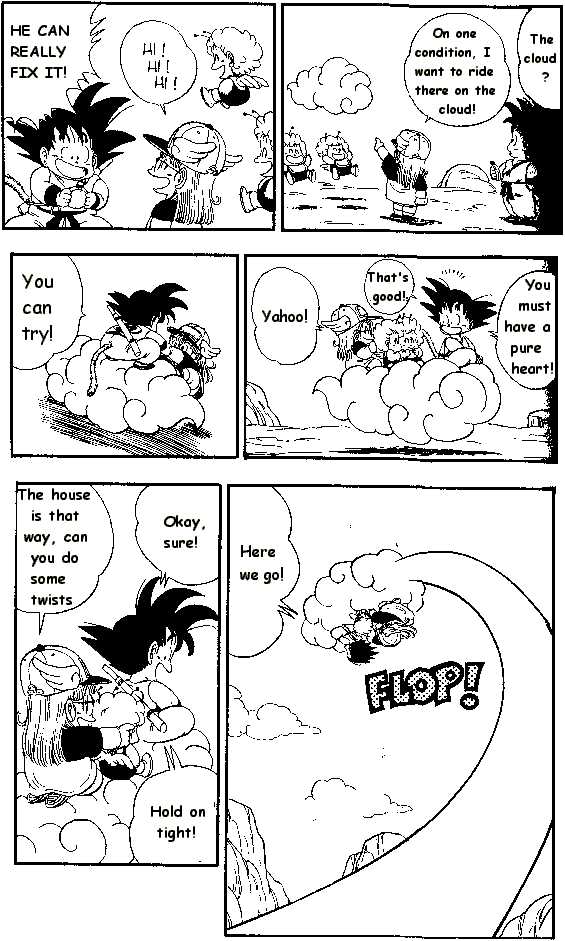 HE CAN
REALLY
FIX IT!
HI!
HI!
HI!
On one
condition, I
want to ride
there on the
cloud!
The
cloud
?
You
can
try!
Yahoo!
That's
good!
You
must
have a
pure
heart!
The house
is that
way, can
you do
some
twists
Okay,
sure!
Hold on
tight!
Here
we go!
FLOP!